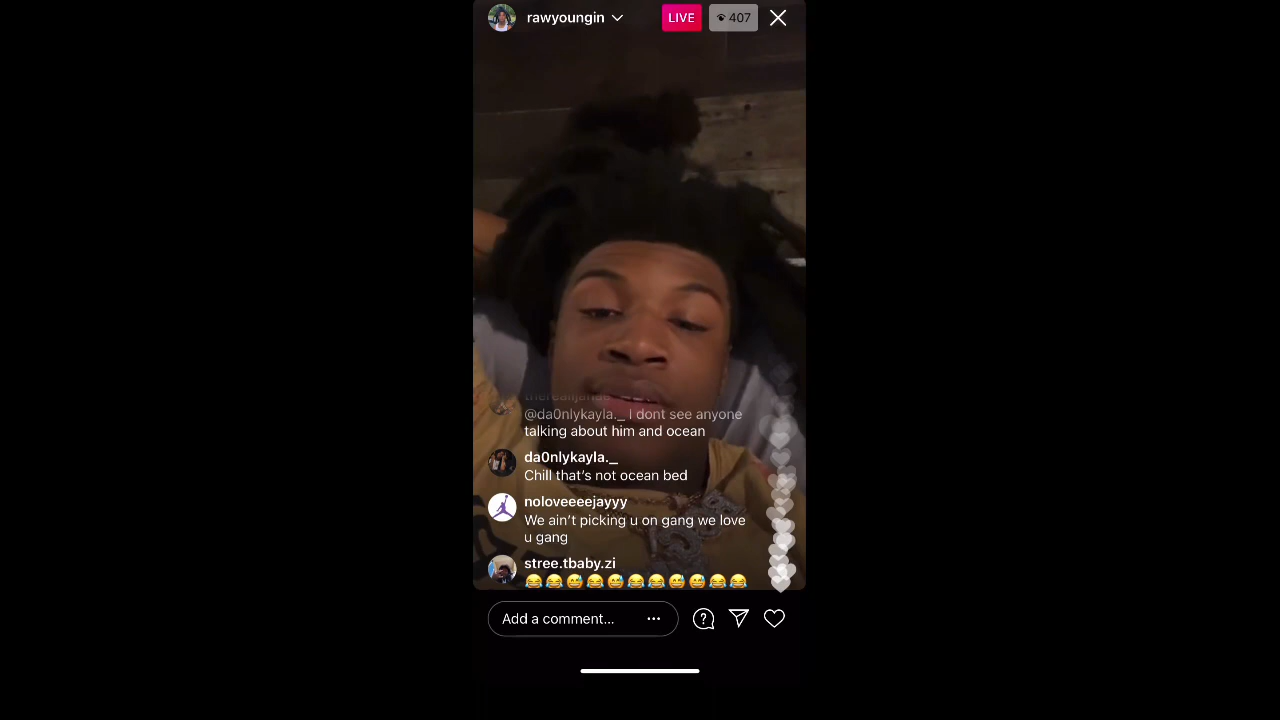 rawyoungin
LIVE
407
@da0nlykayla._ i dont see anyone
talking about him and ocean
da0nlykayla._
Chill that’s not ocean bed
noloveeeejayyy
We ain’t picking u on gang we love
u gang
stree.tbaby.zi
😂😂😅😂😅😂😂😅😅😂😂
Add a comment...